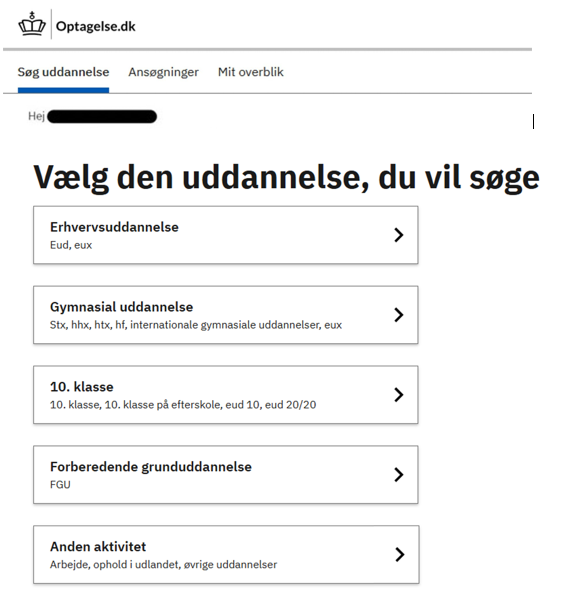 Optagelse.dk
Søg uddannelse Ansøgninger Mit overblik
Hej
Vælg den uddannelse, du vil søge
Erhvervsuddannelse
Eud, eux
Gymnasial uddannelse
Stx, hhx, htx, hf, internationale gymnasiale uddannelser, eux
10. klasse
10. klasse, 10. klasse på efterskole, eud 10, eud 20/20
Forberedende grunduddannelse
FGU
Anden aktivitet
Arbejde, ophold i udlandet, øvrige uddannelser